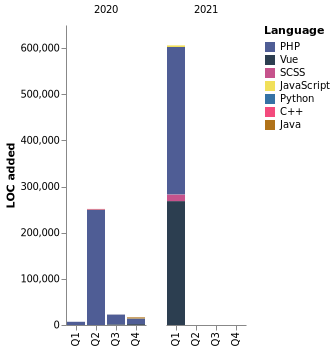 2020 2021
Language
PHP
Vue
SCSS
JavaScript
Python
C++
Java
LOC added
600,000
500,000
400,000
300,000
200,000
100,000
0
Q1 Q2 Q3 Q4 Q1 Q2 Q3 Q4